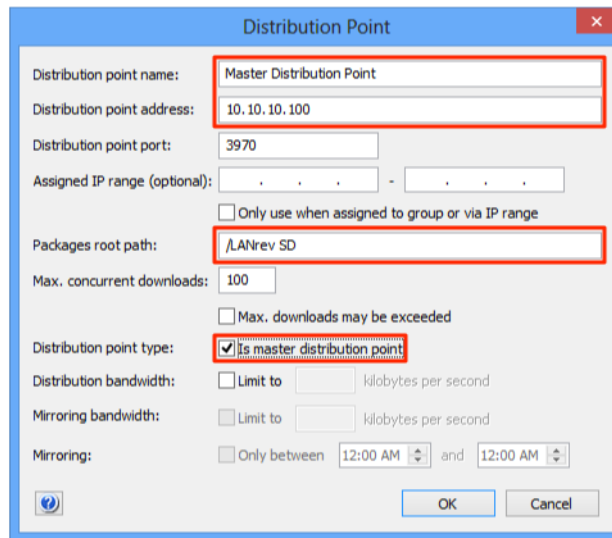 Distribution Point
Distribution point name: Master Distribution Point
Distribution point address: 10.10.10.100
Distribution point port: 3970
Assigned IP range (optional): . . . - . . .
Only use when assigned to group or via IP range
Packages root path: /LANrev SD
Max. concurrent downloads: 100
Max. downloads may be exceeded
Distribution point type: Is master distribution point
Distribution bandwidth: Limit to kilobytes per second
Mirroring bandwidth: Limit to kilobytes per second
Mirroring: Only between 12:00 AM and 12:00 AM
OK Cancel